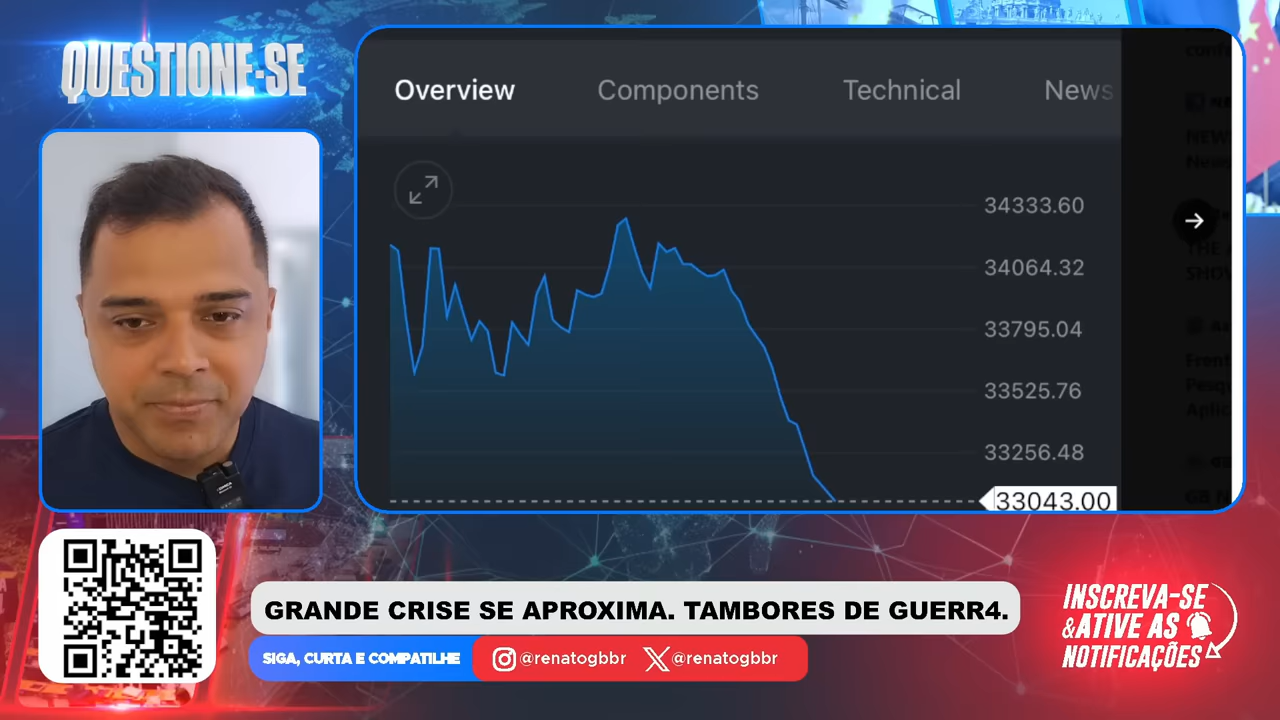 QUESTIONE-SE
Overview
Components
Technical
News
34333.60
34064.32
33795.04
33525.76
33256.48
33043.00
GRANDE CRISE SE APROXIMA. TAMBORES DE GUERR4.
SIGA, CURTA E COMPATILHE
@renatogbbr
@renatogbbr
INSCREVA-SE
&ATIVE AS
NOTIFICAÇÕES